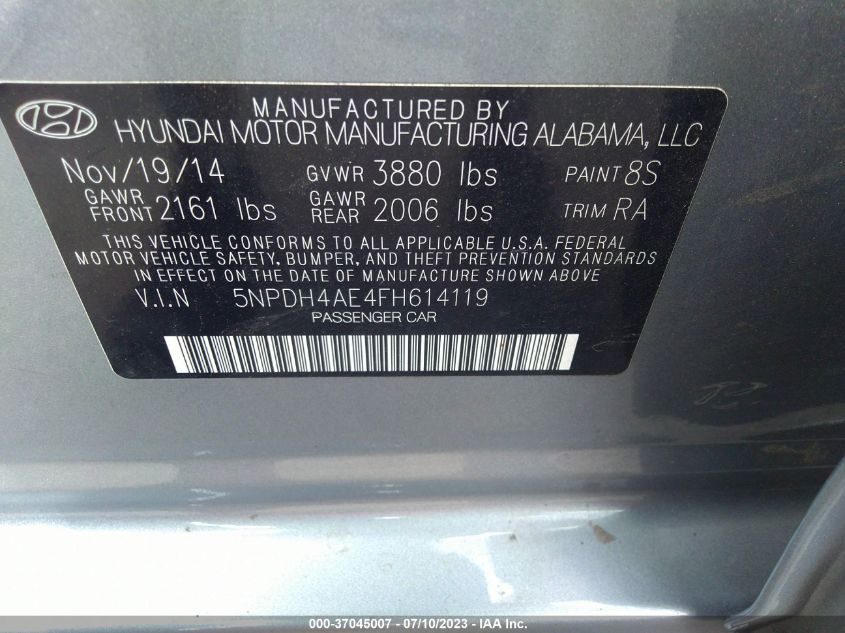 MANUFACTURED BY
HYUNDAI MOTOR MANUFACTURING ALABAMA, LLC
Nov/19/14 GVWR 3880 lbs PAINT 8S
GAWR FRONT 2161 lbs GAWR REAR 2006 lbs TRIM RA
THIS VEHICLE CONFORMS TO ALL APPLICABLE U.S.A. FEDERAL
MOTOR VEHICLE SAFETY, BUMPER, AND THEFT PREVENTION STANDARDS
IN EFFECT ON THE DATE OF MANUFACTURE SHOWN ABOVE
V.I.N 5NPDH4AE4FH614119
PASSENGER CAR
000-37045007 - 07/10/2023 - IAA Inc.